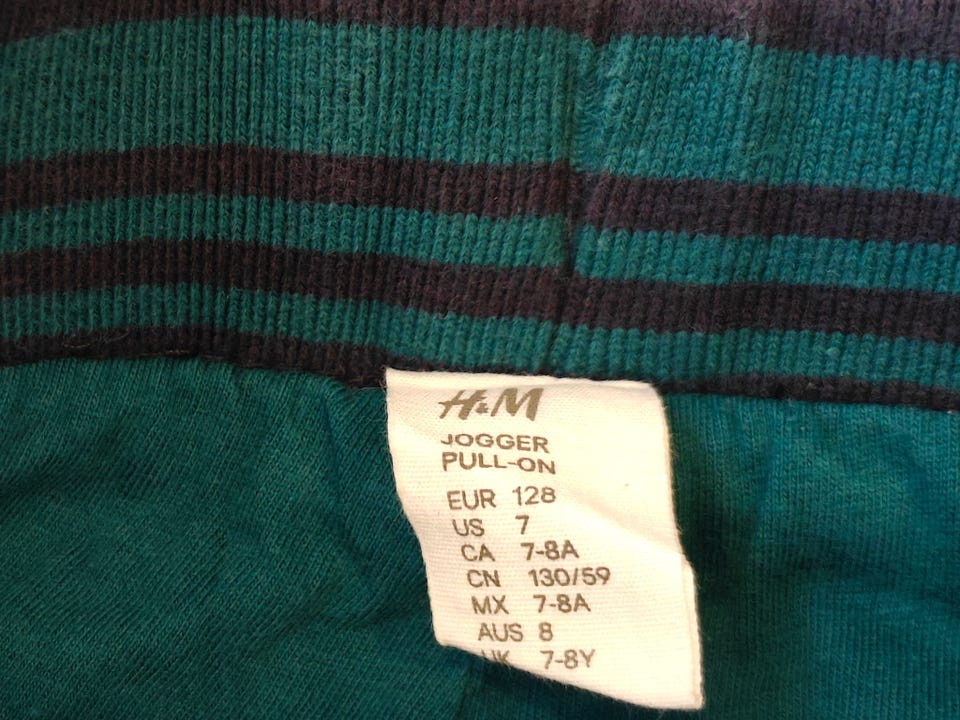 H&M
JOGGER
PULL-ON
EUR 128
US 7
CA 7-8A
CN 130/59
MX 7-8A
AUS 8
UK 7-8Y